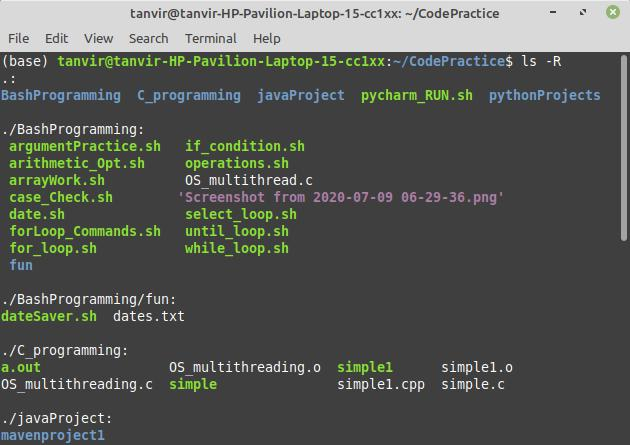 tanvir@tanvir-HP-Pavilion-Laptop-15-cc1xx: ~/CodePractice
File Edit View Search Terminal Help
(base) tanvir@tanvir-HP-Pavilion-Laptop-15-cc1xx:~/CodePractice$ ls -R
.:
BashProgramming  C_programming  javaProject  pycharm_RUN.sh  pythonProjects

./BashProgramming:
 argumentPractice.sh   if_condition.sh
 arithmetic_Opt.sh     operations.sh
 arrayWork.sh          OS_multithread.c
 case_Check.sh        'Screenshot from 2020-07-09 06-29-36.png'
 date.sh               select_loop.sh
 forLoop_Commands.sh   until_loop.sh
 for_loop.sh           while_loop.sh
 fun

./BashProgramming/fun:
dateSaver.sh  dates.txt

./C_programming:
a.out                OS_multithreading.o  simple1      simple1.o
OS_multithreading.c  simple               simple1.cpp  simple.c

./javaProject:
mavenproject1